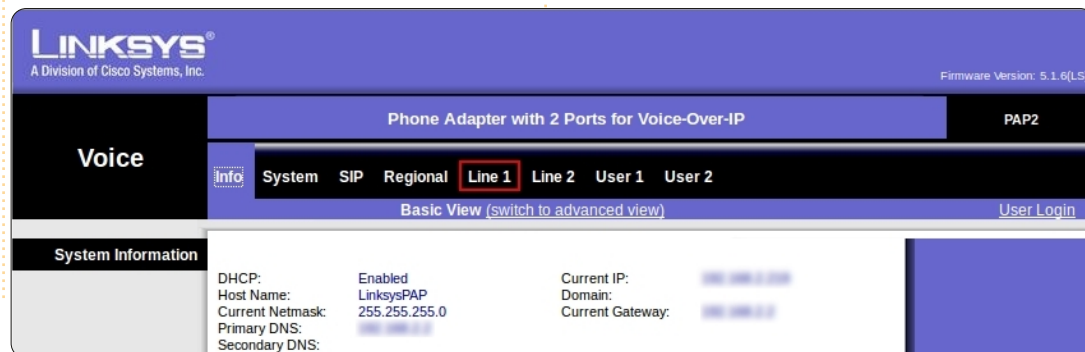 LINKSYS®
A Division of Cisco Systems, Inc.
Firmware Version: 5.1.6(LS
Phone Adapter with 2 Ports for Voice-Over-IP
PAP2
Voice
Info System SIP Regional Line 1 Line 2 User 1 User 2
Basic View (switch to advanced view)
User Login
System Information
DHCP: Enabled Current IP:
Host Name: LinksysPAP Domain:
Current Netmask: 255.255.255.0 Current Gateway:
Primary DNS:
Secondary DNS: